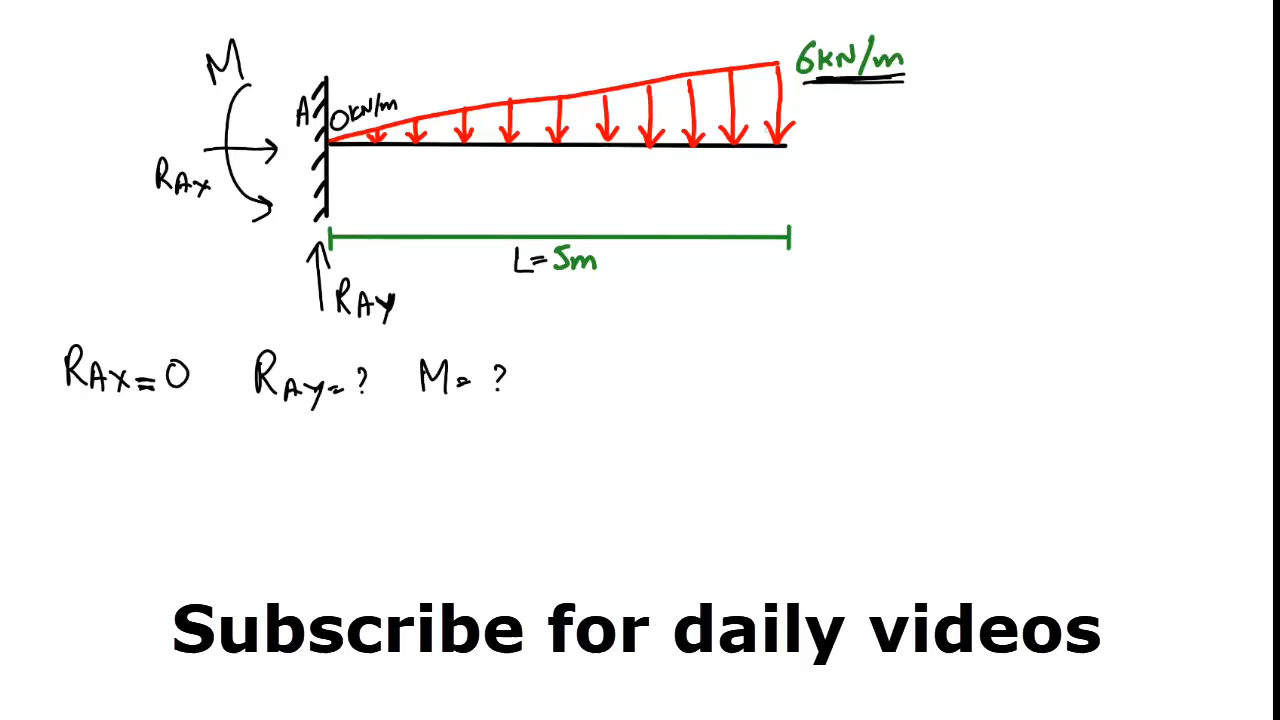 M
6kN/m
A
0kN/m
RAx
L=5m
RAy
RAx=0 RAy=? M=?
Subscribe for daily videos